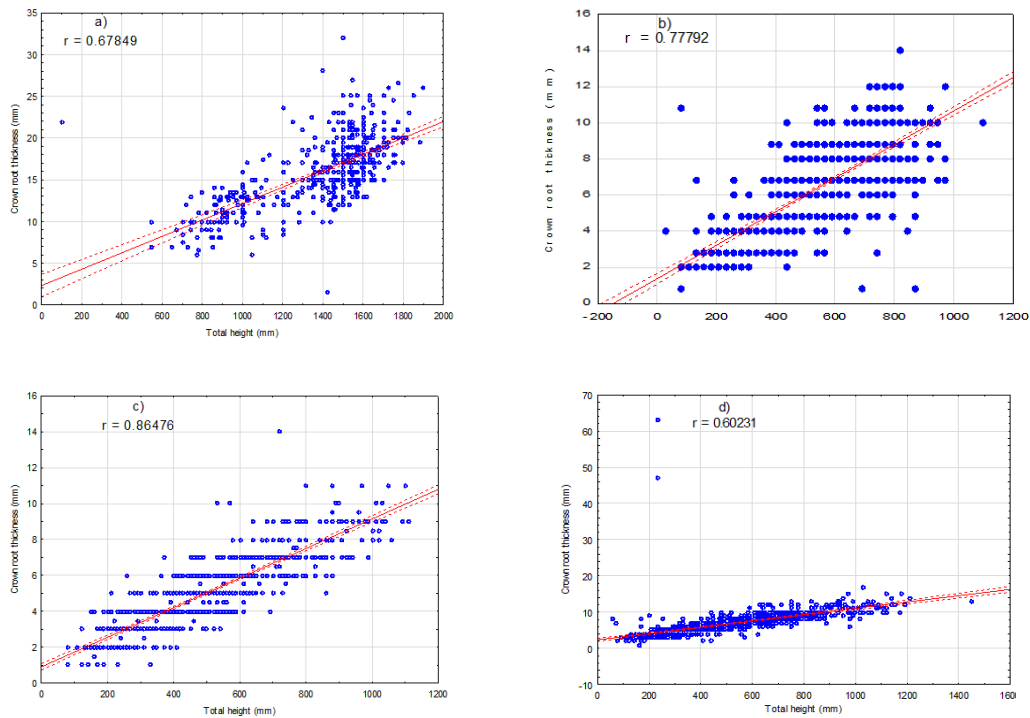 a)
r = 0.67849
Crown root thickness (mm)
35
30
25
20
15
10
5
0
0 200 400 600 800 1000 1200 1400 1600 1800 2000
Total height (mm)
b)
r = 0.77792
Crown root thickness (mm)
16
14
12
10
8
6
4
2
0
-200 0 200 400 600 800 1000 1200
c)
r = 0.86476
Crown root thickness (mm)
16
14
12
10
8
6
4
2
0
0 200 400 600 800 1000 1200
Total height (mm)
d)
r = 0.60231
Crown root thickness (mm)
70
60
50
40
30
20
10
0
-10
0 200 400 600 800 1000 1200 1400 1600
Total height (mm)